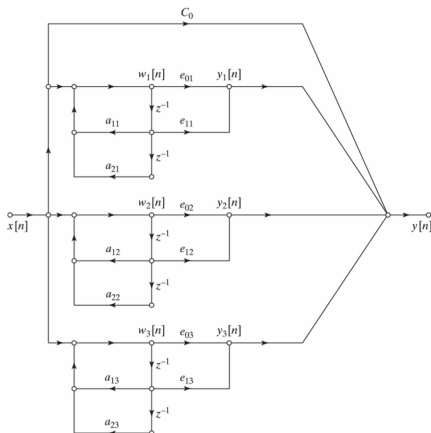 C₀
w₁[n] e₀₁ y₁[n]
z⁻¹
a₁₁ e₁₁
z⁻¹
a₂₁
w₂[n] e₀₂ y₂[n]
x[n] y[n]
z⁻¹
a₁₂ e₁₂
z⁻¹
a₂₂
w₃[n] e₀₃ y₃[n]
z⁻¹
a₁₃ e₁₃
z⁻¹
a₂₃